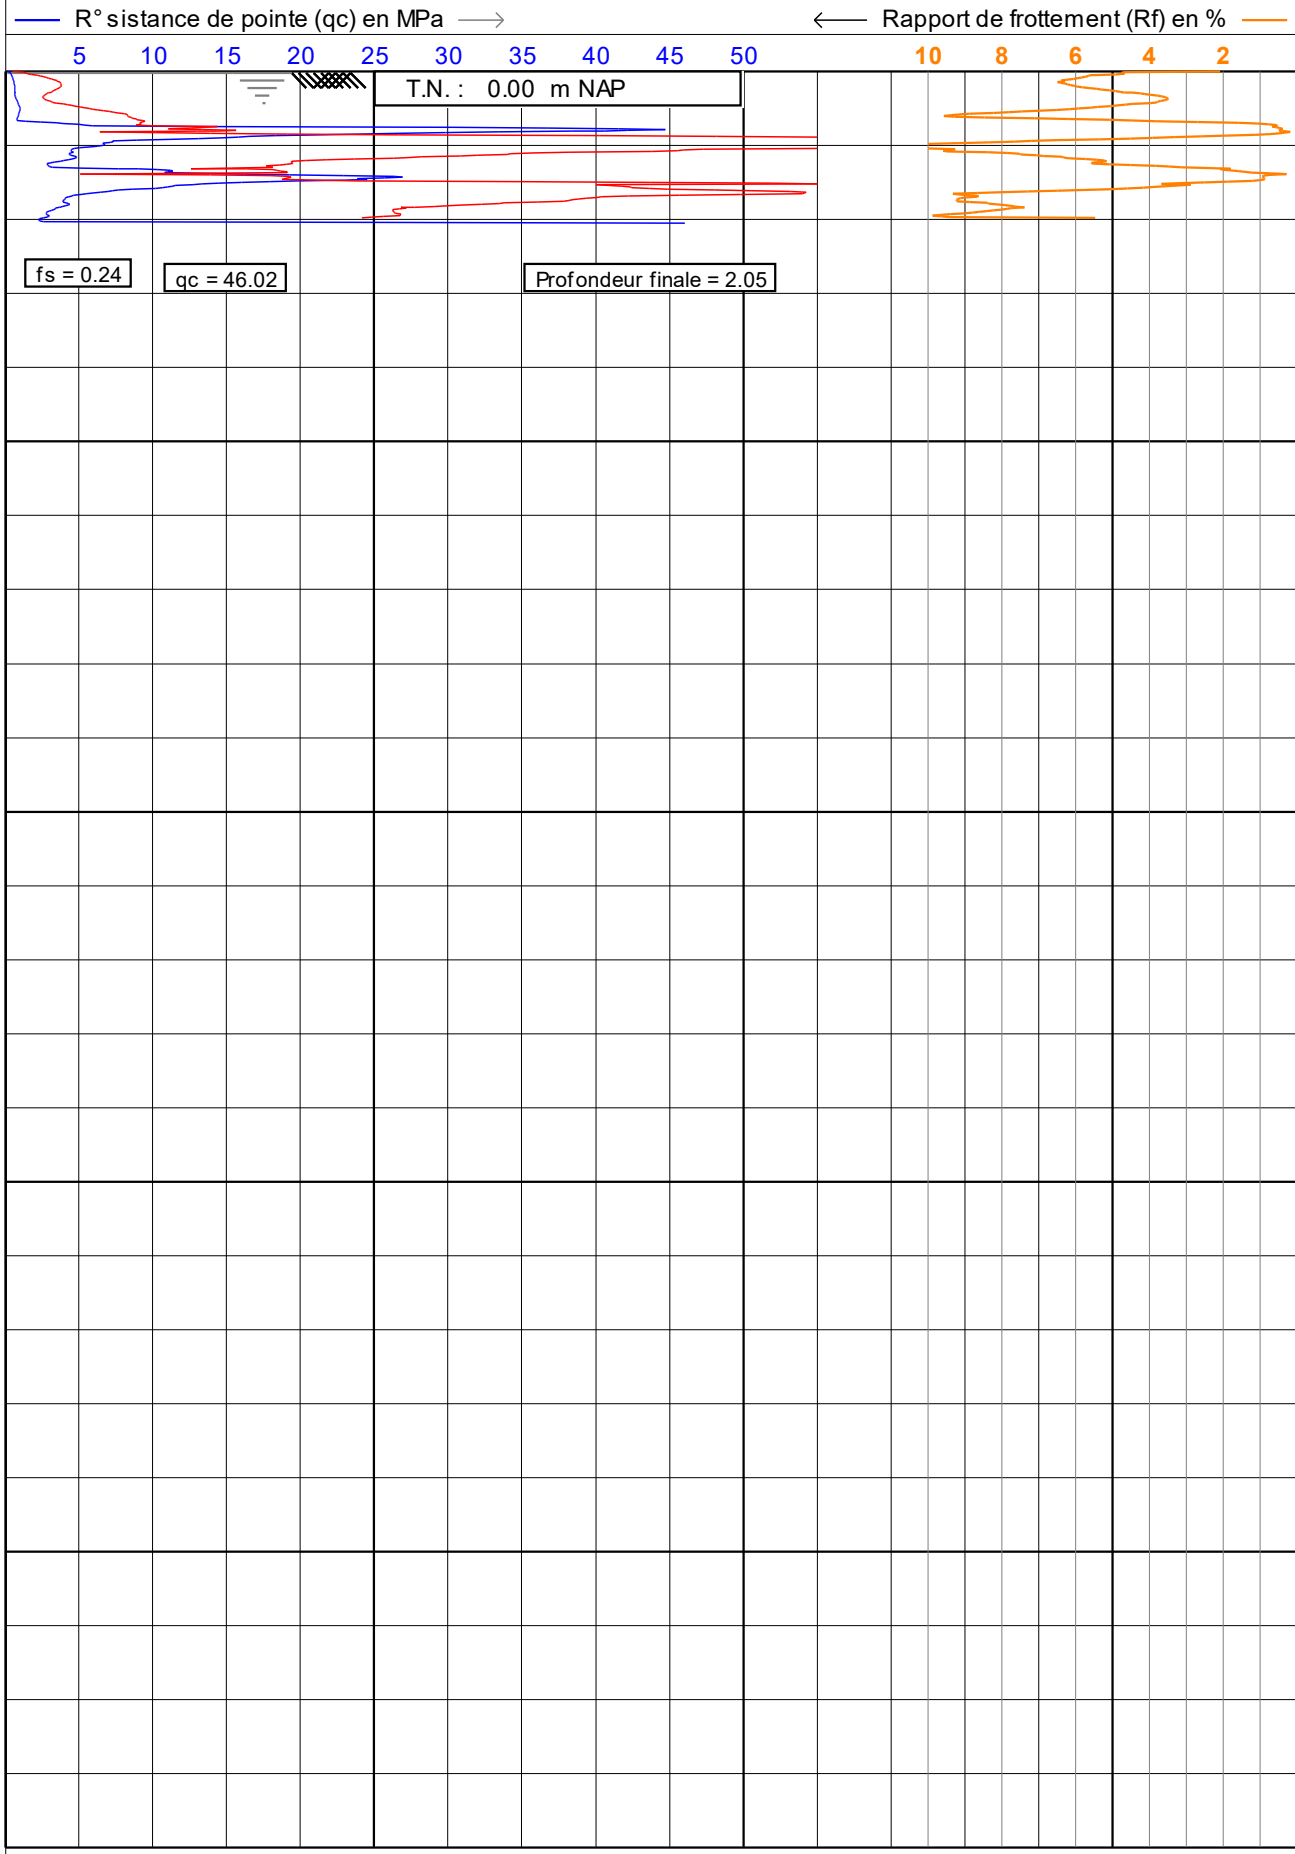 R° sistance de pointe (qc) en MPa
Rapport de frottement (Rf) en %
5 10 15 20 25 30 35 40 45 50 10 8 6 4 2
T.N. : 0.00 m NAP
fs = 0.24
qc = 46.02
Profondeur finale = 2.05